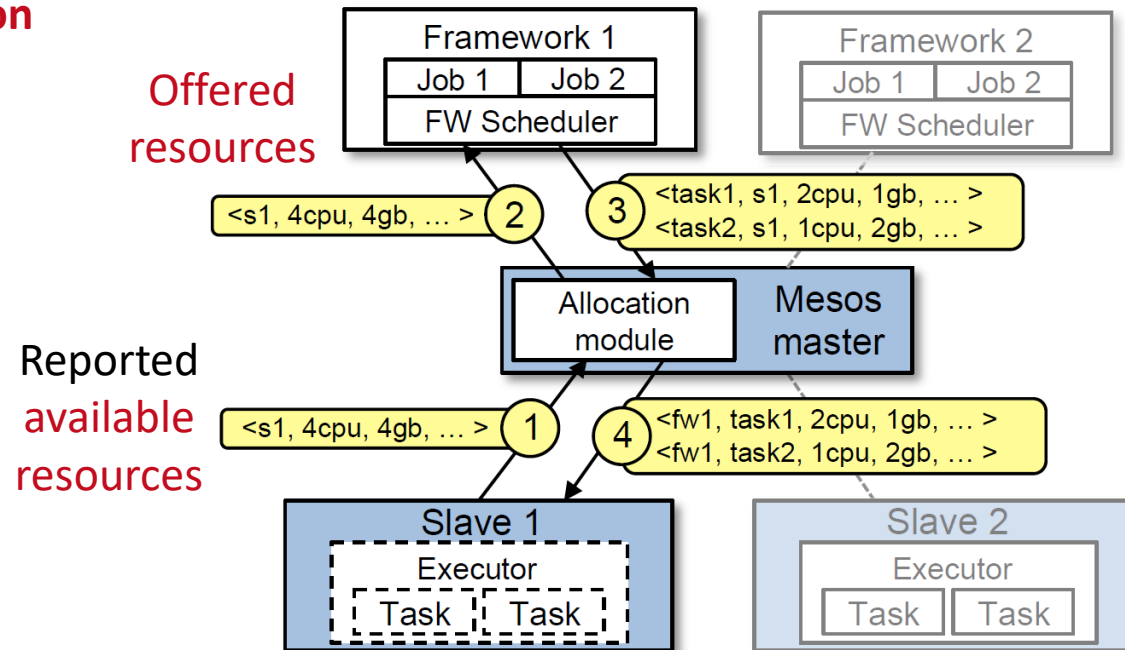 on
Framework 1
Job 1 Job 2
FW Scheduler
Framework 2
Job 1 Job 2
FW Scheduler
Offered
resources
<s1, 4cpu, 4gb, … >
2
3
<task1, s1, 2cpu, 1gb, … >
<task2, s1, 1cpu, 2gb, … >
Allocation
module
Mesos
master
Reported
available
resources
<s1, 4cpu, 4gb, … >
1
4
<fw1, task1, 2cpu, 1gb, … >
<fw1, task2, 1cpu, 2gb, … >
Slave 1
Executor
Task Task
Slave 2
Executor
Task Task